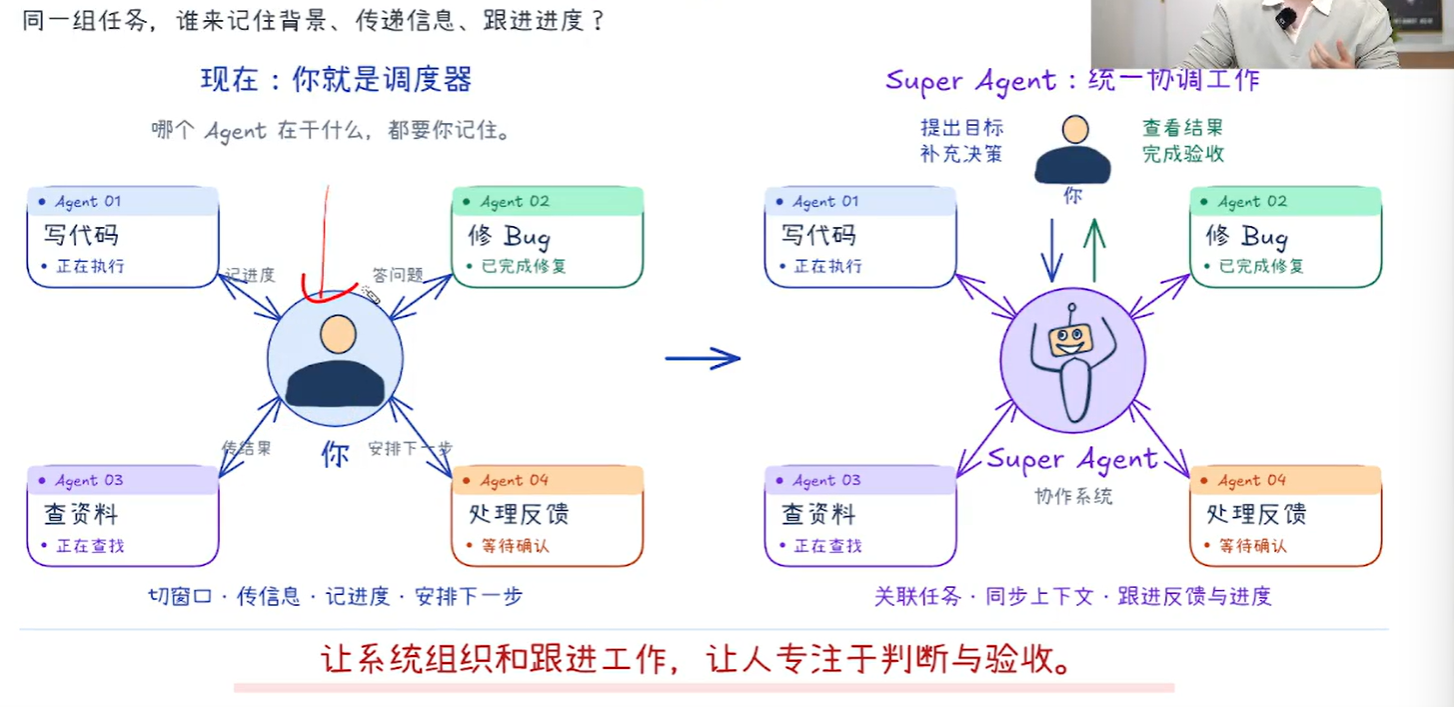 同一组任务，谁来记住背景、传递信息、跟进进度？
现在：你就是调度器
哪个 Agent 在干什么，都要你记住。
Agent 01
写代码
• 正在执行
Agent 02
修 Bug
• 已完成修复
记进度
答问题
传结果
你
安排下一步
Agent 03
查资料
• 正在查找
Agent 04
处理反馈
• 等待确认
切窗口 · 传信息 · 记进度 · 安排下一步
Super Agent：统一协调工作
提出目标
补充决策
查看结果
完成验收
你
Agent 01
写代码
• 正在执行
Agent 02
修 Bug
• 已完成修复
Super Agent
协作系统
Agent 03
查资料
• 正在查找
Agent 04
处理反馈
• 等待确认
关联任务 · 同步上下文 · 跟进反馈与进度
让系统组织和跟进工作，让人专注于判断与验收。